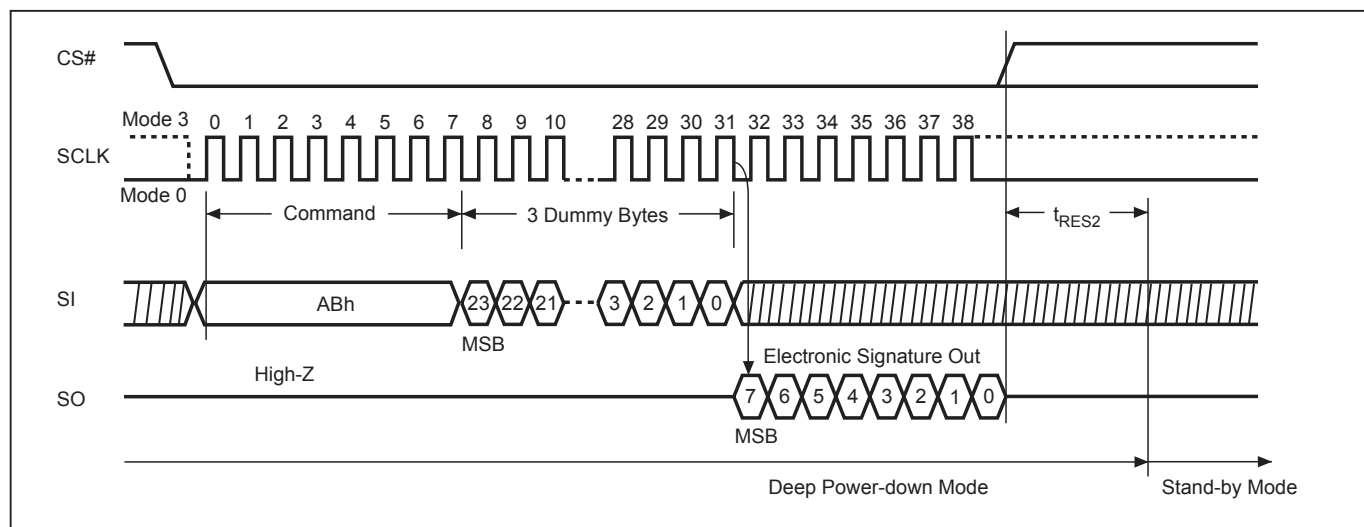 CS#
Mode 3
0 1 2 3 4 5 6 7 8 9 10 28 29 30 31 32 33 34 35 36 37 38
SCLK
Mode 0
Command
3 Dummy Bytes
tRES2
SI
ABh
23 22 21 3 2 1 0
MSB
Electronic Signature Out
High-Z
SO
7 6 5 4 3 2 1 0
MSB
Deep Power-down Mode
Stand-by Mode